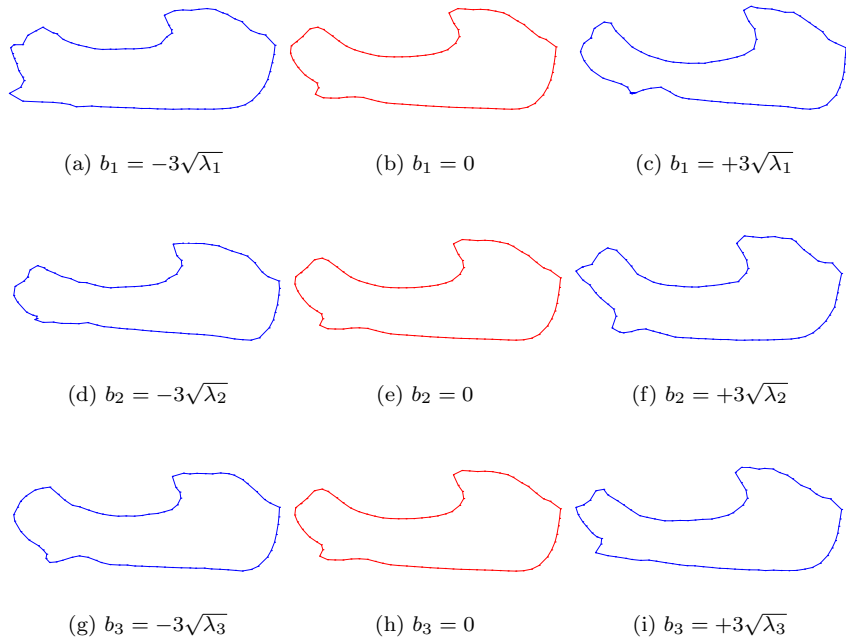 (a) b₁ = −3√λ₁ (b) b₁ = 0 (c) b₁ = +3√λ₁
(d) b₂ = −3√λ₂ (e) b₂ = 0 (f) b₂ = +3√λ₂
(g) b₃ = −3√λ₃ (h) b₃ = 0 (i) b₃ = +3√λ₃